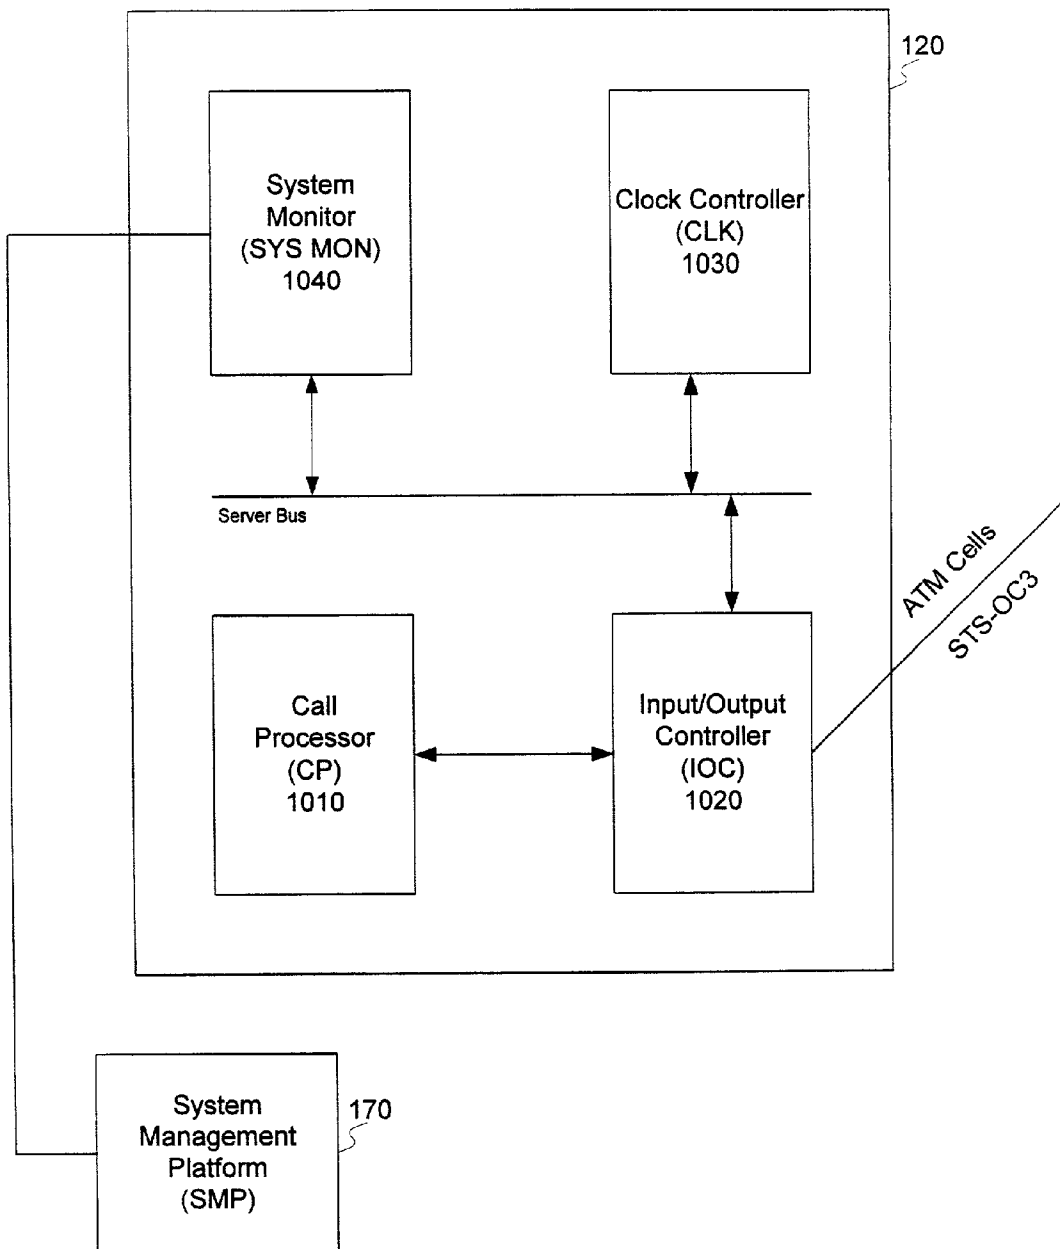 120
System
Monitor
(SYS MON)
1040
Clock Controller
(CLK)
1030
Server Bus
ATM Cells
STS-OC3
Call
Processor
(CP)
1010
Input/Output
Controller
(IOC)
1020
System
Management
Platform
(SMP)
170